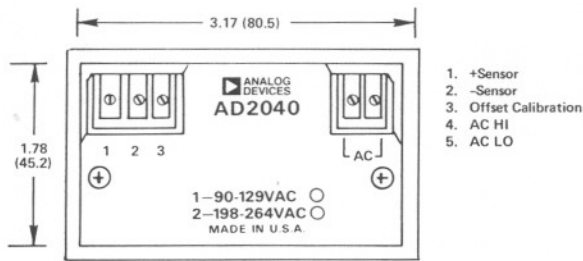 3.17 (80.5)
1.78
(45.2)
ANALOG
DEVICES
AD2040
1 2 3
AC
1–90-129VAC
2–198-264VAC
MADE IN U.S.A.
1. +Sensor
2. –Sensor
3. Offset Calibration
4. AC HI
5. AC LO